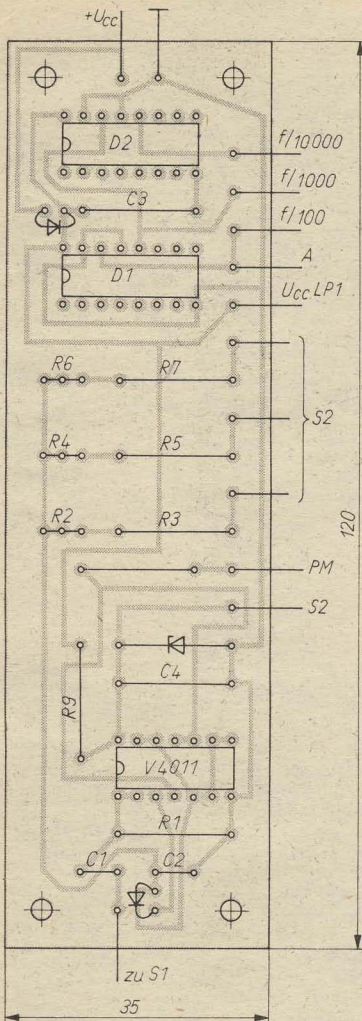 +Ucc
D2
f/10000
f/1000
C3
f/100
D1
A
Ucc LP1
R6
R7
S2
R4
R5
R2
R3
120
PM
S2
C4
R9
V4011
R1
C1
C2
zu S1
35